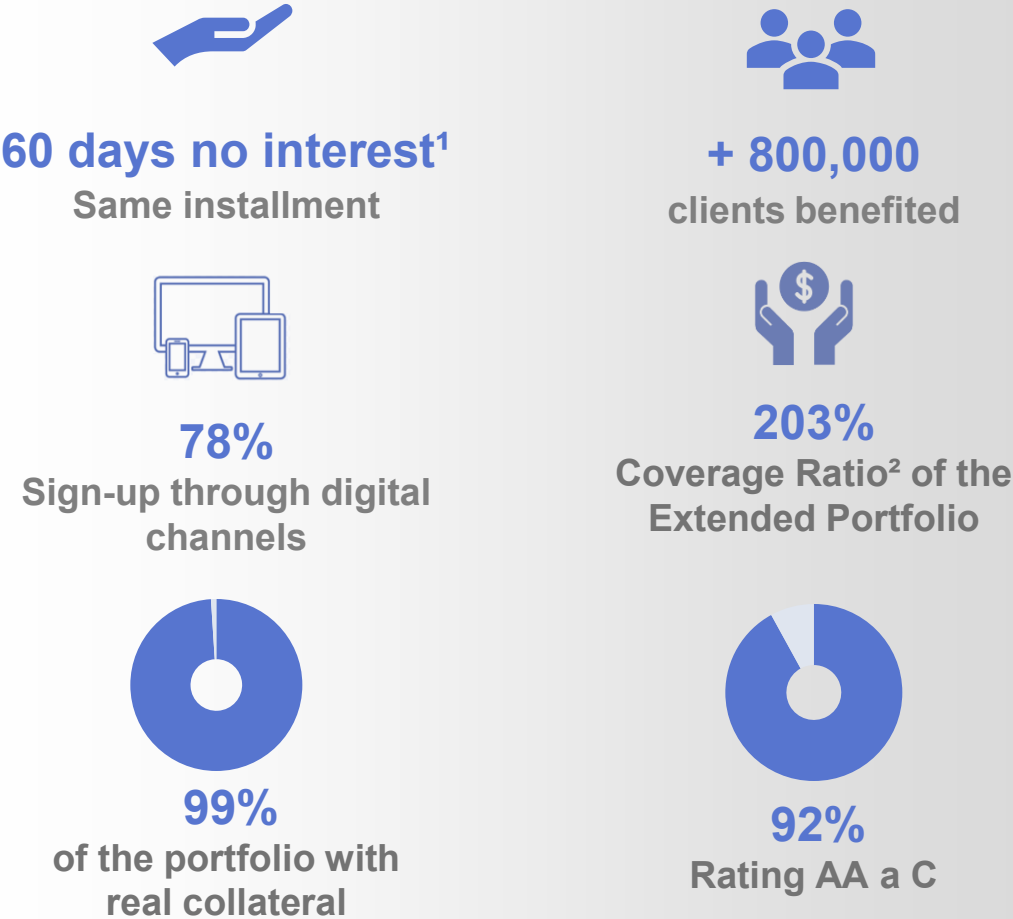 60 days no interest¹
Same installment
+ 800,000
clients benefited
$
78%
Sign-up through digital
channels
203%
Coverage Ratio² of the
Extended Portfolio
99%
of the portfolio with
real collateral
92%
Rating AA a C